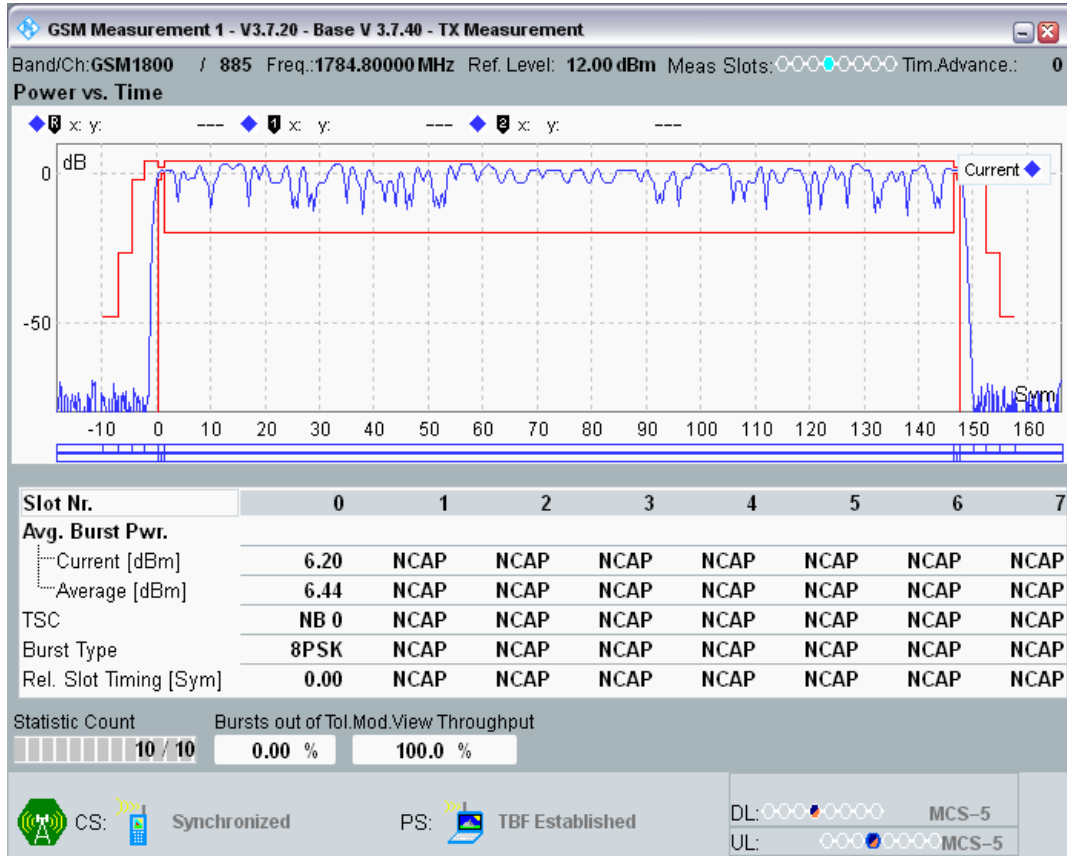 GSM Measurement 1 - V3.7.20 - Base V 3.7.40 - TX Measurement
Band/Ch:GSM1800 / 885 Freq.:1784.80000 MHz Ref. Level: 12.00 dBm Meas Slots: Tim.Advance.: 0
Power vs. Time
R x: y: --- 1 x: y: --- 2 x: y: ---
dB
Current
0
-50
Sym
-10 0 10 20 30 40 50 60 70 80 90 100 110 120 130 140 150 160
Slot Nr. 0 1 2 3 4 5 6 7
Avg. Burst Pwr.
Current [dBm] 6.20 NCAP NCAP NCAP NCAP NCAP NCAP NCAP
Average [dBm] 6.44 NCAP NCAP NCAP NCAP NCAP NCAP NCAP
TSC NB 0 NCAP NCAP NCAP NCAP NCAP NCAP NCAP
Burst Type 8PSK NCAP NCAP NCAP NCAP NCAP NCAP NCAP
Rel. Slot Timing [Sym] 0.00 NCAP NCAP NCAP NCAP NCAP NCAP NCAP
Statistic Count Bursts out of Tol.Mod.View Throughput
10 / 10 0.00 % 100.0 %
CS: Synchronized PS: TBF Established DL: MCS-5
UL: MCS-5